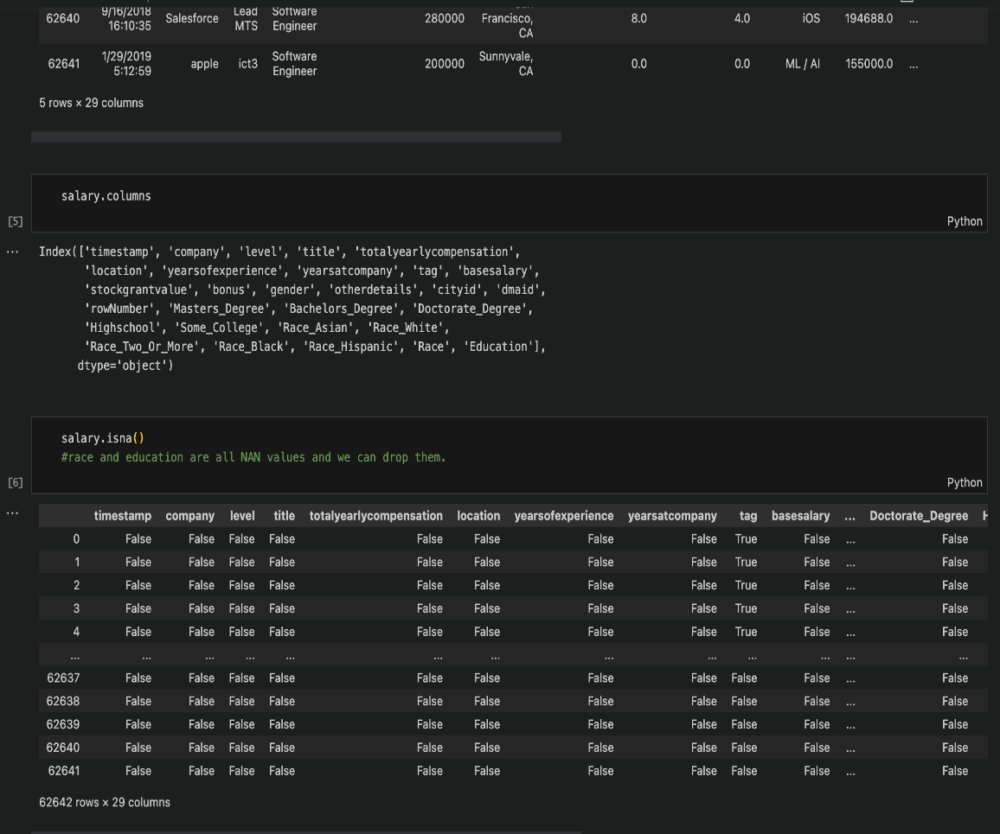 9/16/2018 Lead Software
62640 Salesforce 280000 Francisco, 8.0 4.0 iOS 194688.0 ...
16:10:35 MTS Engineer CA
1/29/2019 Software Sunnyvale,
62641 apple ict3 200000 0.0 0.0 ML / AI 155000.0 ...
5:12:59 Engineer CA
5 rows × 29 columns
salary.columns
[5] Python
... Index(['timestamp', 'company', 'level', 'title', 'totalyearlycompensation',
'location', 'yearsofexperience', 'yearsatcompany', 'tag', 'basesalary',
'stockgrantvalue', 'bonus', 'gender', 'otherdetails', 'cityid', 'dmaid',
'rowNumber', 'Masters_Degree', 'Bachelors_Degree', 'Doctorate_Degree',
'Highschool', 'Some_College', 'Race_Asian', 'Race_White',
'Race_Two_Or_More', 'Race_Black', 'Race_Hispanic', 'Race', 'Education'],
dtype='object')
salary.isna()
#race and education are all NAN values and we can drop them.
[6] Python
...
timestamp company level title totalyearlycompensation location yearsofexperience yearsatcompany tag basesalary ... Doctorate_Degree
0 False False False False False False False False True False ... False
1 False False False False False False False False True False ... False
2 False False False False False False False False True False ... False
3 False False False False False False False False True False ... False
4 False False False False False False False False True False ... False
... ... ... ... ... ... ... ... ... ... ... ... ...
62637 False False False False False False False False False False ... False
62638 False False False False False False False False False False ... False
62639 False False False False False False False False False False ... False
62640 False False False False False False False False False False ... False
62641 False False False False False False False False False False ... False
62642 rows × 29 columns